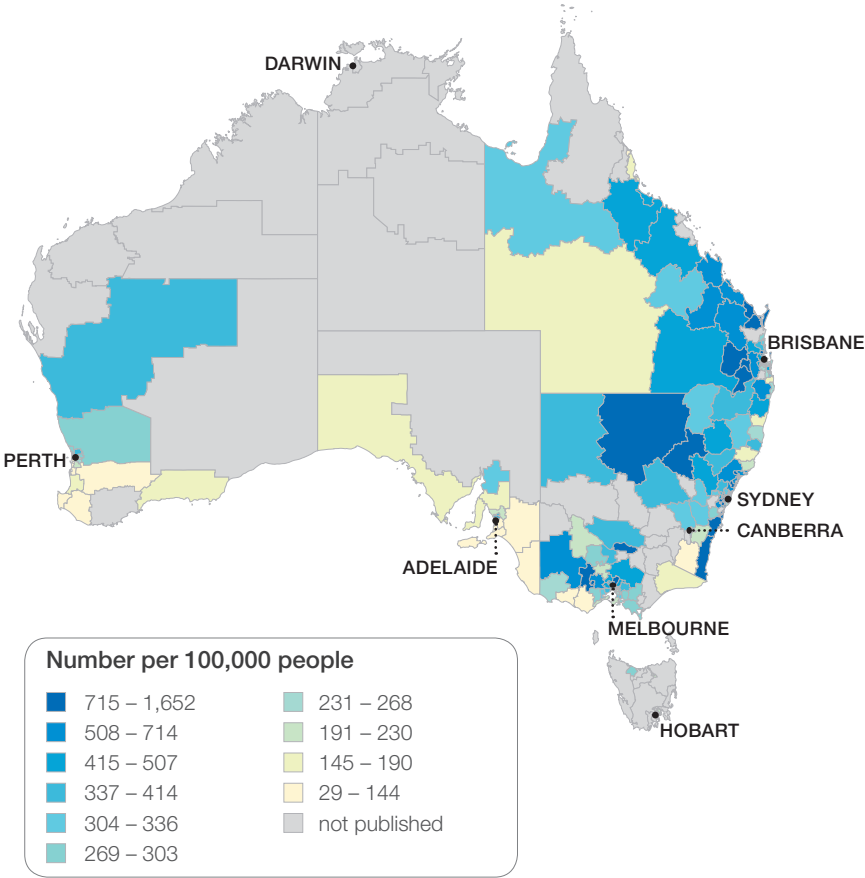 DARWIN
BRISBANE
PERTH
SYDNEY
CANBERRA
ADELAIDE
MELBOURNE
HOBART
Number per 100,000 people
715 – 1,652
508 – 714
415 – 507
337 – 414
304 – 336
269 – 303
231 – 268
191 – 230
145 – 190
29 – 144
not published